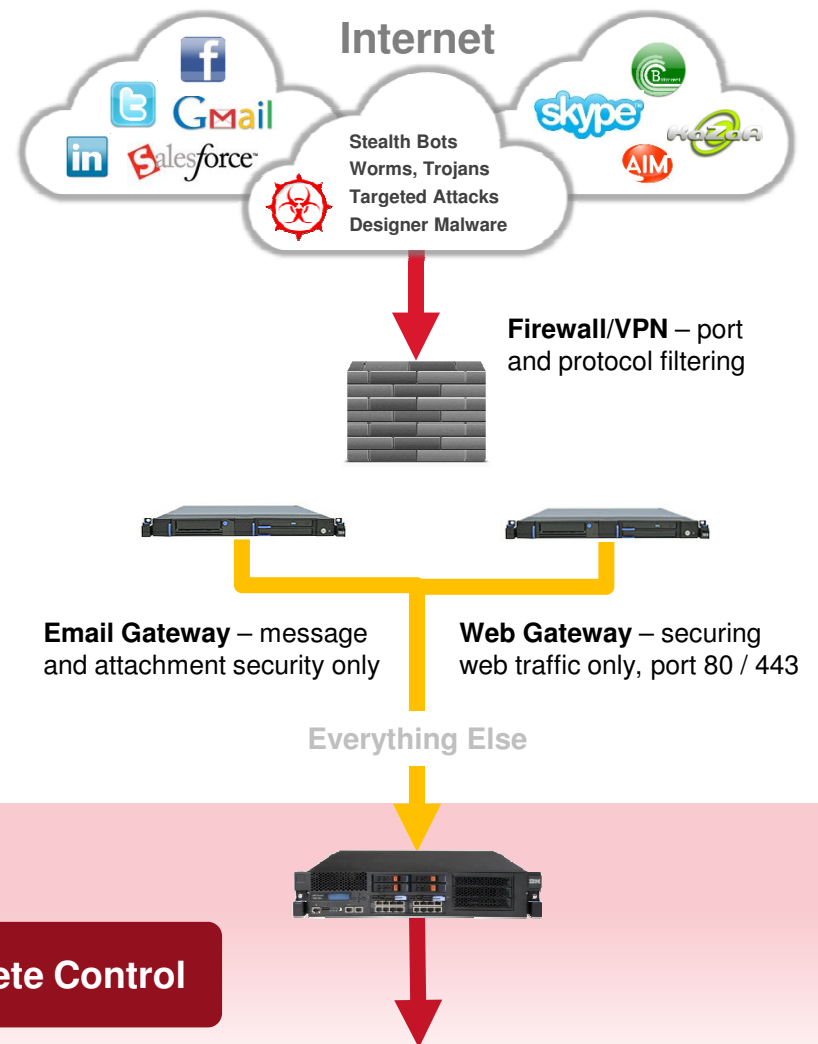 Internet
f
t
GMail
in
Salesforce
Stealth Bots
Worms, Trojans
Targeted Attacks
Designer Malware
skype
KaZaA
AIM
Firewall/VPN – port
and protocol filtering
Email Gateway – message
and attachment security only
Web Gateway – securing
web traffic only, port 80 / 443
Everything Else
ete Control